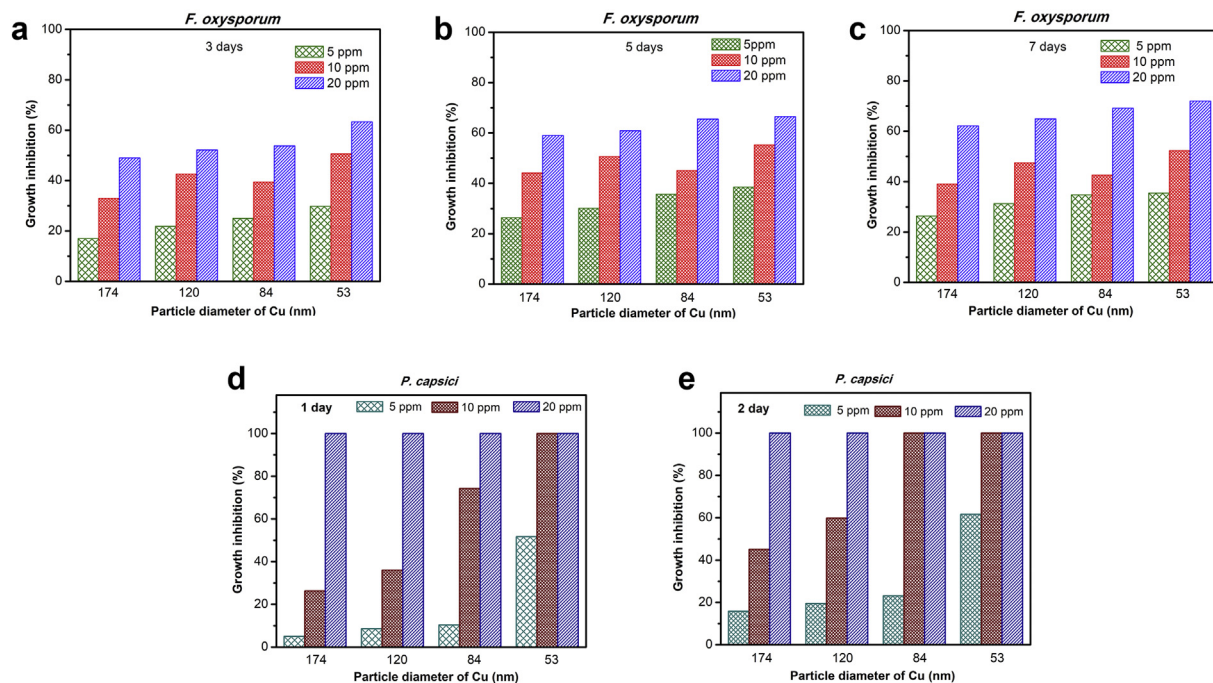 a
F. oxysporum
3 days
5 ppm
10 ppm
20 ppm
Growth inhibition (%)
100
80
60
40
20
0
174 120 84 53
Particle diameter of Cu (nm)
b
F. oxysporum
5 days
5ppm
10 ppm
20 ppm
Growth inhibition (%)
100
80
60
40
20
0
174 120 84 53
Particle diameter of Cu (nm)
c
F. oxysporum
7 days
5 ppm
10 ppm
20 ppm
Growth inhibition (%)
100
80
60
40
20
0
174 120 84 53
Particle diameter of Cu (nm)
d
P. capsici
1 day 5 ppm 10 ppm 20 ppm
Growth inhibition (%)
100
80
60
40
20
0
174 120 84 53
Particle diameter of Cu (nm)
e
P. capsici
2 day 5 ppm 10 ppm 20 ppm
Growth inhibition (%)
100
80
60
40
20
0
174 120 84 53
Particle diameter of Cu (nm)